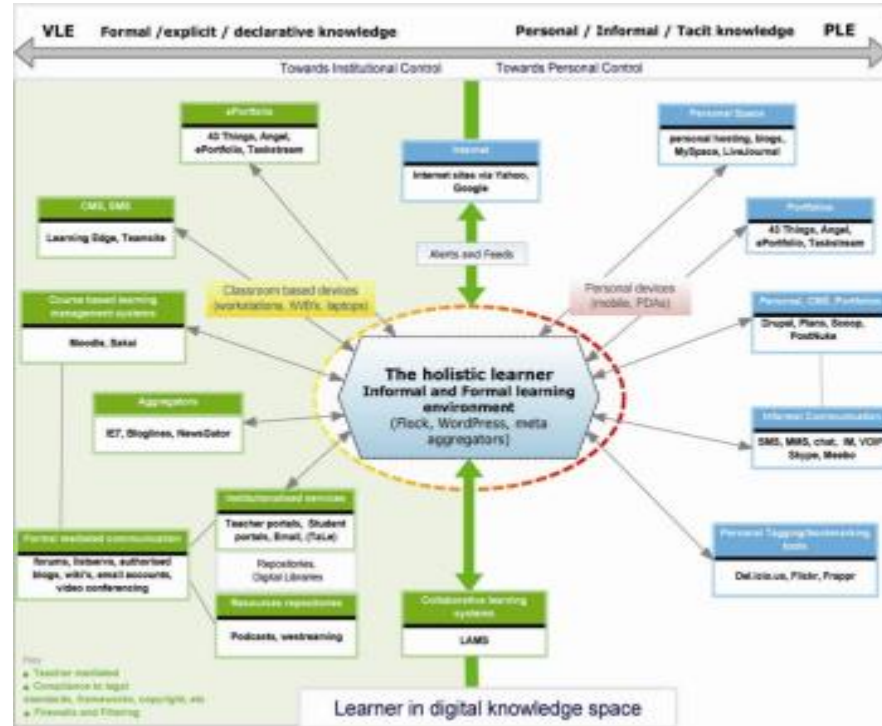 VLE Formal /explicit / declarative knowledge
Personal / Informal / Tacit knowledge PLE
Towards Institutional Control
Towards Personal Control
ePortfolio
43 Things, Angel,
ePortfolio, Taskstream
Internet
Internet sites via Yahoo,
Google
Personal Space
personal hosting, blogs,
MySpace, LiveJournal
CMS, SMS
Learning Edge, Teamsite
Portfolios
43 Things, Angel,
ePortfolio, Taskstream
Alerts and Feeds
Classroom based devices
(workstations, IWB's, laptops)
Personal devices
(mobile, PDAs)
Course based learning
management systems
Moodle, Sakai
Personal, CMS, Portfolios
Drupal, Plans, Scoop,
PostNuke
The holistic learner
Informal and Formal learning
environment
(Flock, WordPress, meta
aggregators)
Aggregators
IE7, Bloglines, NewsGator
Informal Communication
SMS, MMS, chat, IM, VOIP
Skype, Meebo
Institutionalised services
Teacher portals, Student
portals, Email, (TaLe)
Repositories,
Digital Libraries
Formal mediated communication
forums, listservs, authorised
blogs, wiki's, email accounts,
video conferencing
Resources repositories
Podcasts, westreaming
Collaborative learning
systems
LAMS
Personal Tagging/bookmarking
tools
Del.icio.us, Flickr, Frappr
Key
Teacher mediated
Compliance to legal
standards, frameworks, copyright, etc
Firewalls and Filtering
Learner in digital knowledge space